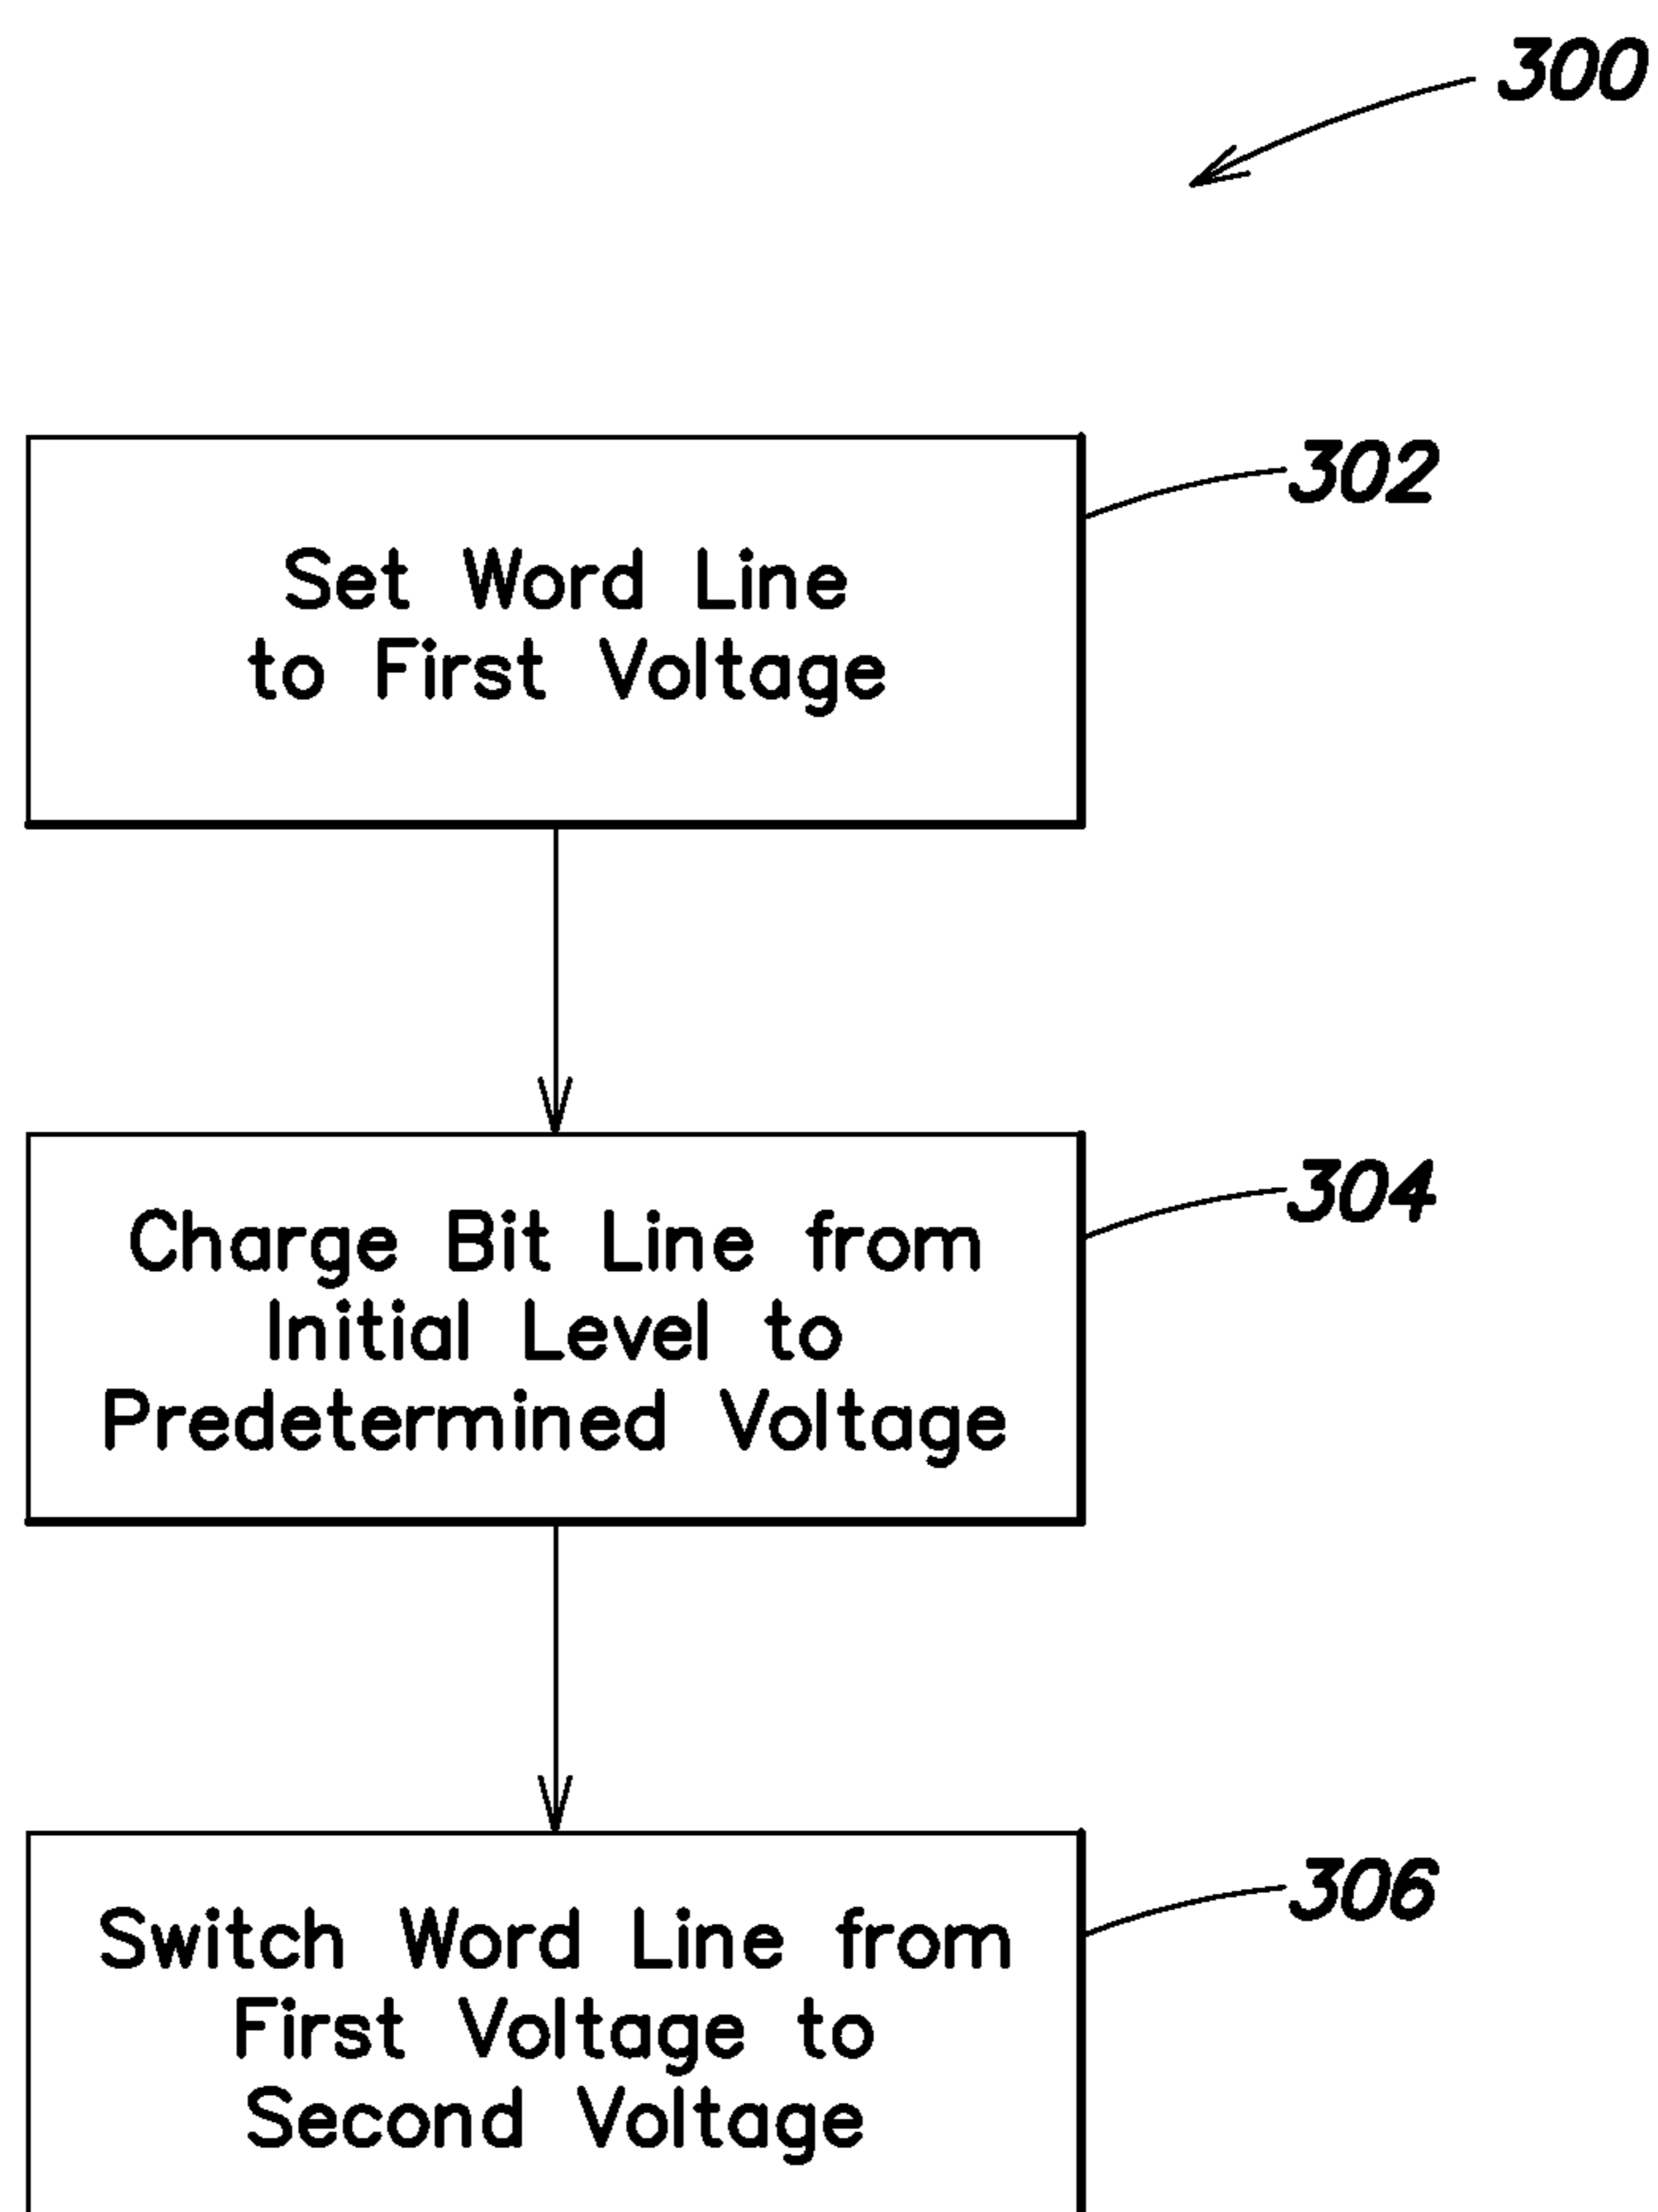 300
302
Set Word Line
to First Voltage
304
Charge Bit Line from
Initial Level to
Predetermined Voltage
306
Switch Word Line from
First Voltage to
Second Voltage